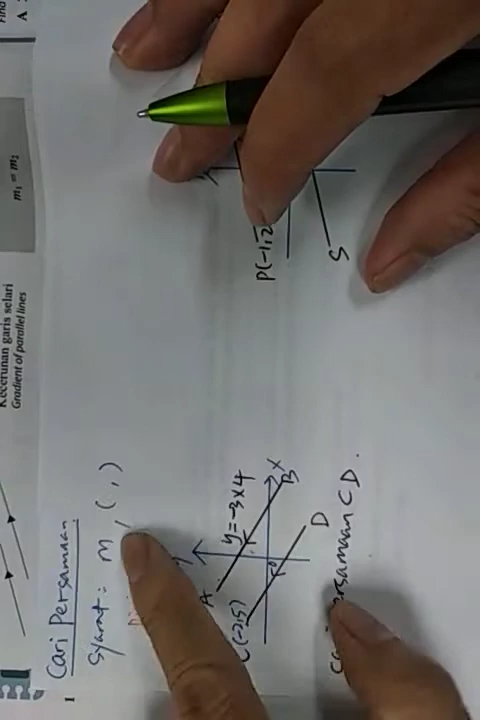 Kecerunan garis selari
Gradient of parallel lines
m₁ = m₂
1
Cari Persamaan
Syarat: m, ( , )
y
y=-3x+4
A
x
B
C(-2,5)
D
persamaan CD.
P(-1,2
S